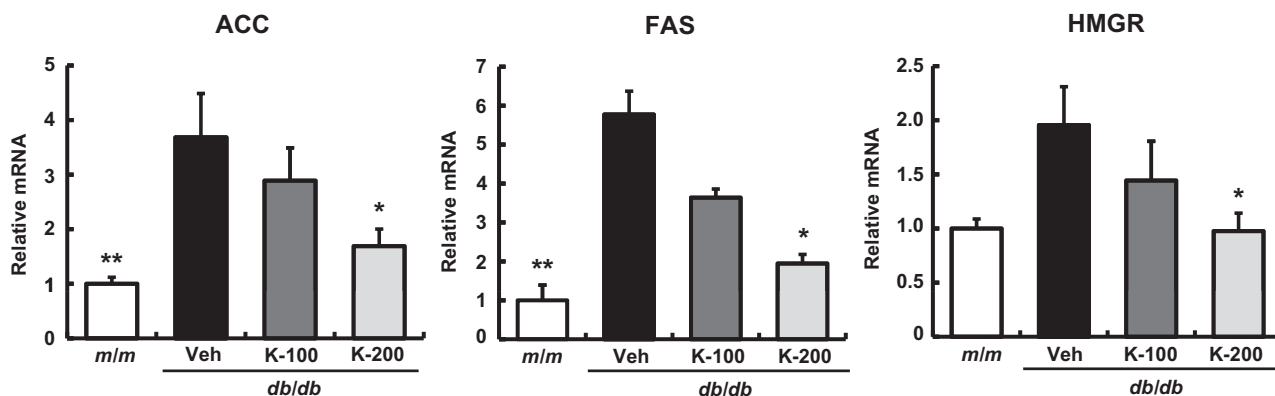 ACC
Relative mRNA
5
4
3
2
1
0
**
*
m/m
Veh
K-100
K-200
db/db
FAS
Relative mRNA
7
6
5
4
3
2
1
0
**
*
m/m
Veh
K-100
K-200
db/db
HMGR
Relative mRNA
2.5
2.0
1.5
1.0
0.5
0
*
m/m
Veh
K-100
K-200
db/db